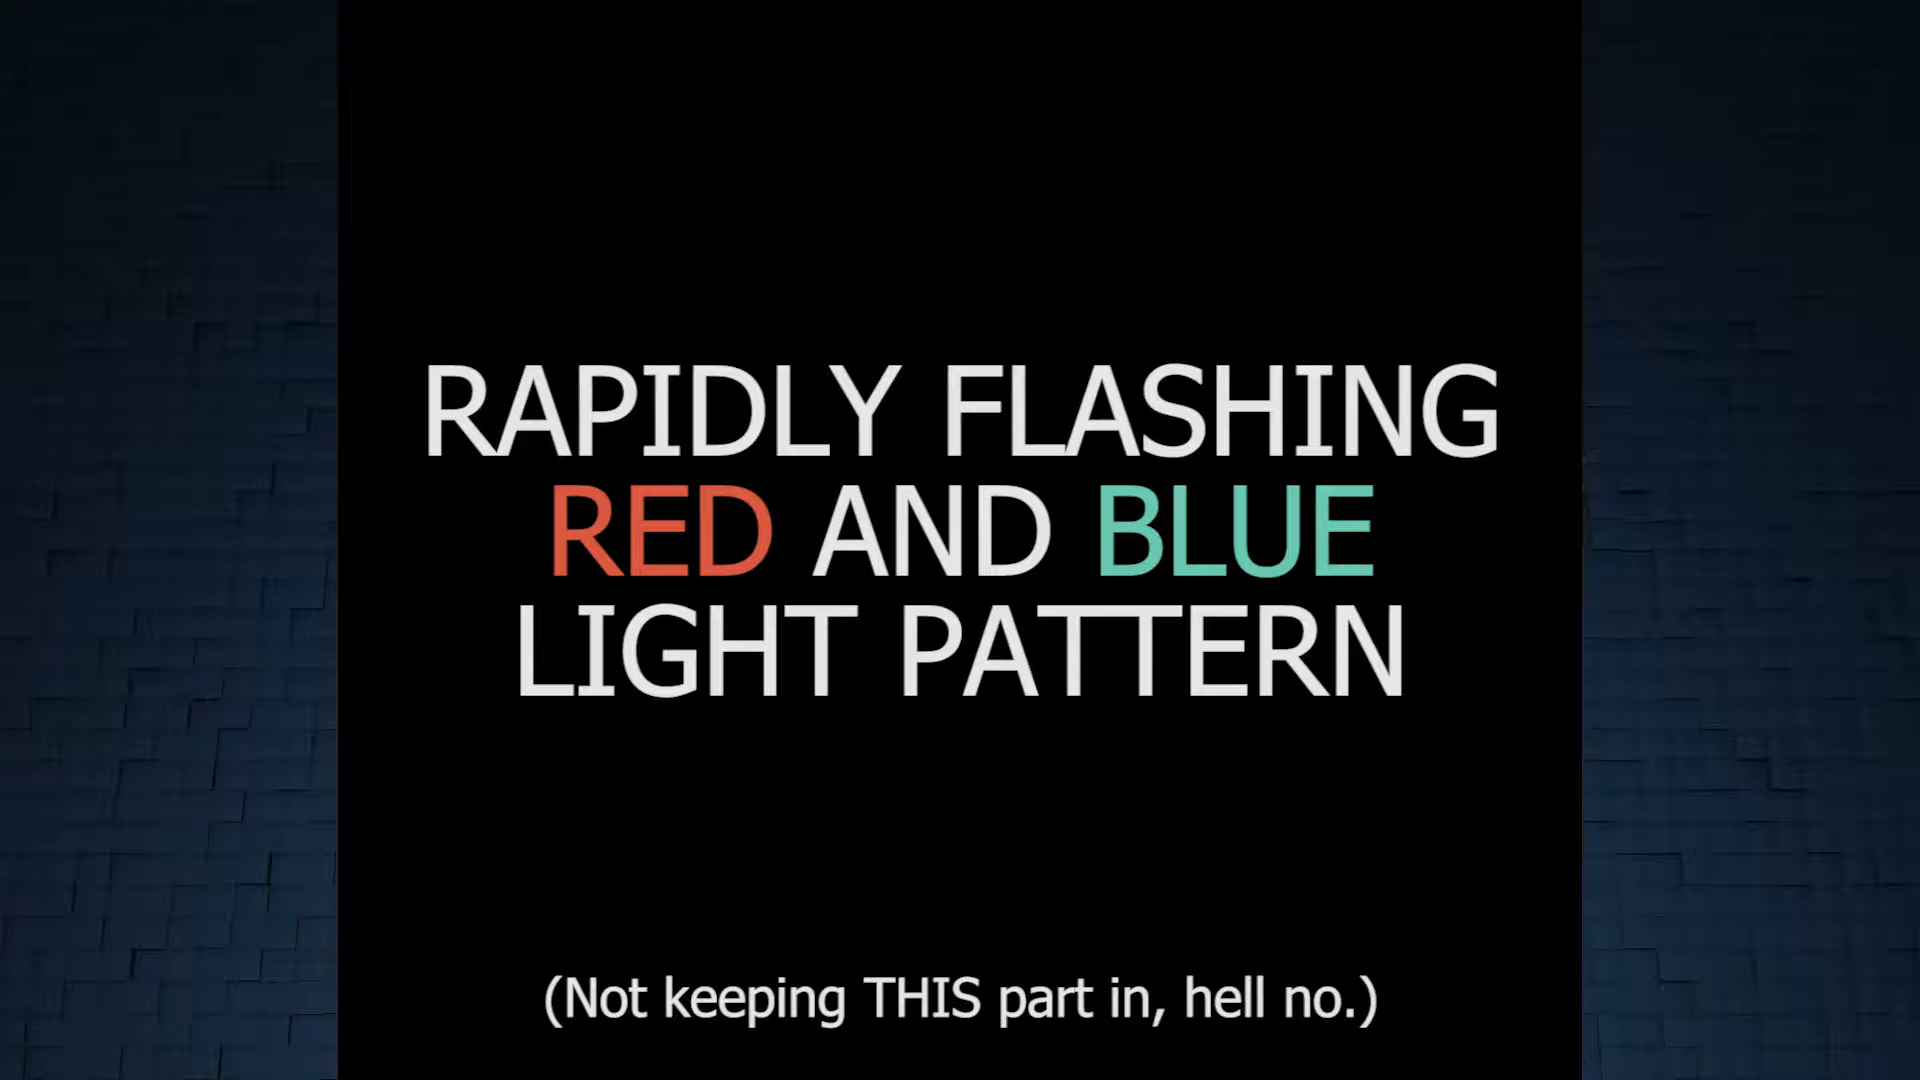 RAPIDLY FLASHING
RED AND BLUE
LIGHT PATTERN
(Not keeping THIS part in, hell no.)